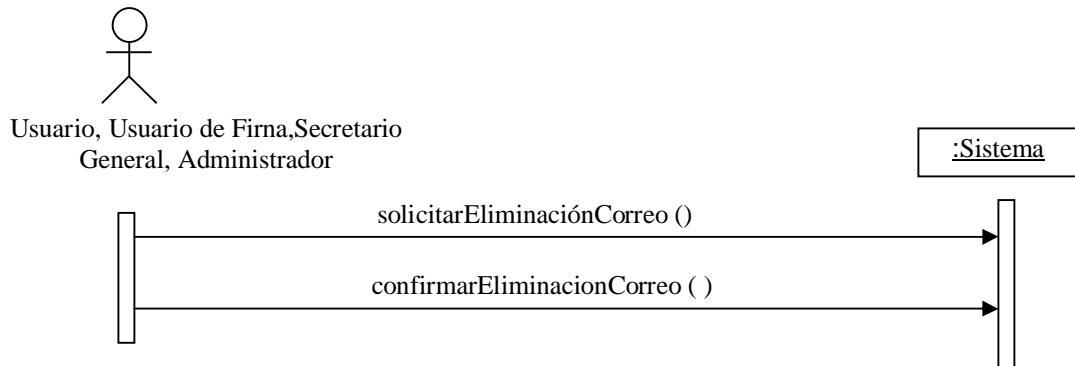 Usuario, Usuario de Firna,Secretario
General, Administrador
:Sistema
solicitarEliminaciónCorreo ()
confirmarEliminacionCorreo ( )